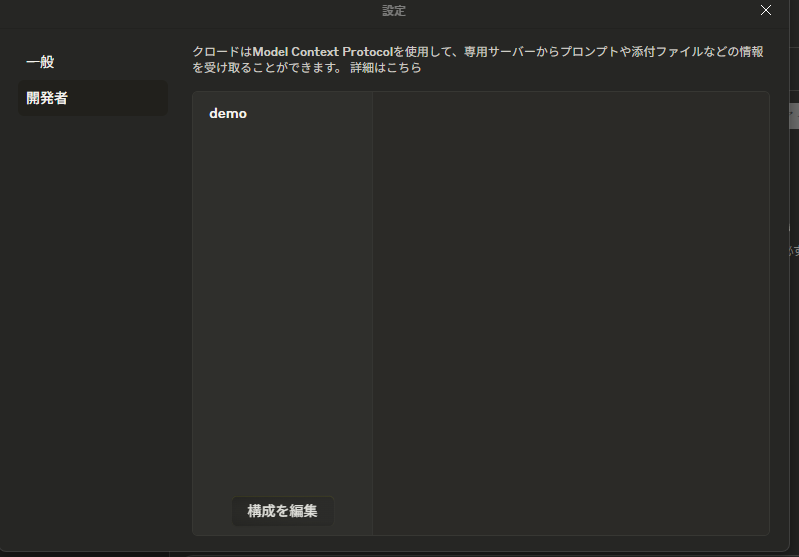 設定
一般
開発者
クロードはModel Context Protocolを使用して、専用サーバーからプロンプトや添付ファイルなどの情報
を受け取ることができます。 詳細はこちら
demo
構成を編集